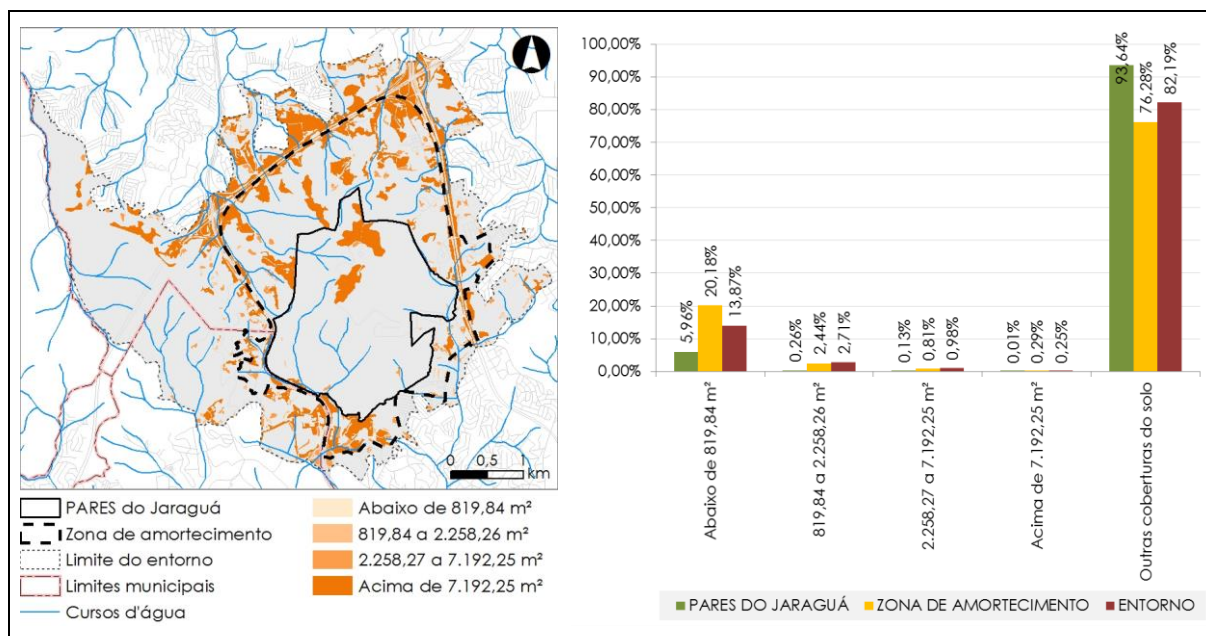 0 0,5 1
km
PARES do Jaraguá
Zona de amortecimento
Limite do entorno
Limites municipais
Cursos d'água
Abaixo de 819,84 m²
819,84 a 2.258,26 m²
2.258,27 a 7.192,25 m²
Acima de 7.192,25 m²
100,00%
90,00%
80,00%
70,00%
60,00%
50,00%
40,00%
30,00%
20,00%
10,00%
0,00%
5,96%
20,18%
13,87%
0,26%
2,44%
2,71%
0,13%
0,81%
0,98%
0,01%
0,29%
0,25%
93,64%
76,28%
82,19%
Abaixo de 819,84 m²
819,84 a 2.258,26 m²
2.258,27 a 7.192,25 m²
Acima de 7.192,25 m²
Outras coberturas do solo
PARES DO JARAGUÁ ZONA DE AMORTECIMENTO ENTORNO